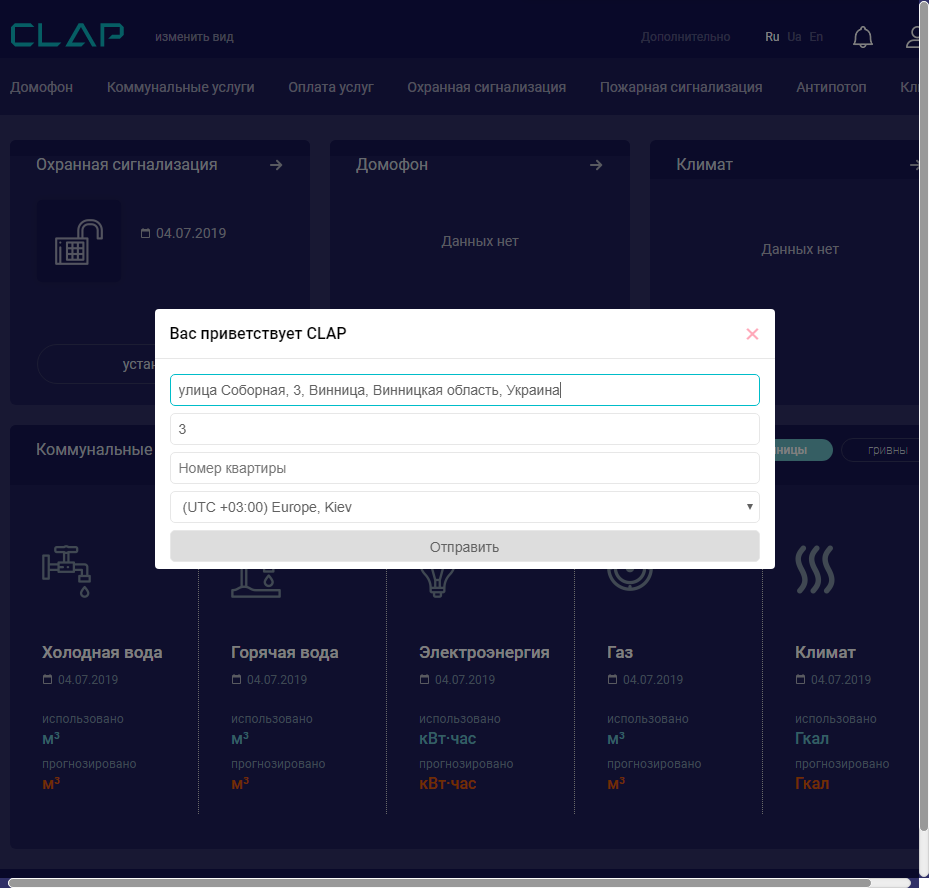 CLAP изменить вид Дополнительно Ru Ua En
Домофон Коммунальные услуги Оплата услуг Охранная сигнализация Пожарная сигнализация Антипотоп
Охранная сигнализация Домофон Климат
04.07.2019
Данных нет
Данных нет
Вас приветствует CLAP
улица Соборная, 3, Винница, Винницкая область, Украина
3
Номер квартиры
(UTC +03:00) Europe, Kiev
Отправить
Коммунальные гривны
Холодная вода Горячая вода Электроэнергия Газ Климат
04.07.2019 04.07.2019 04.07.2019 04.07.2019 04.07.2019
использовано использовано использовано использовано использовано
м³ м³ кВт·час м³ Гкал
прогнозировано прогнозировано прогнозировано прогнозировано прогнозировано
м³ м³ кВт·час м³ Гкал